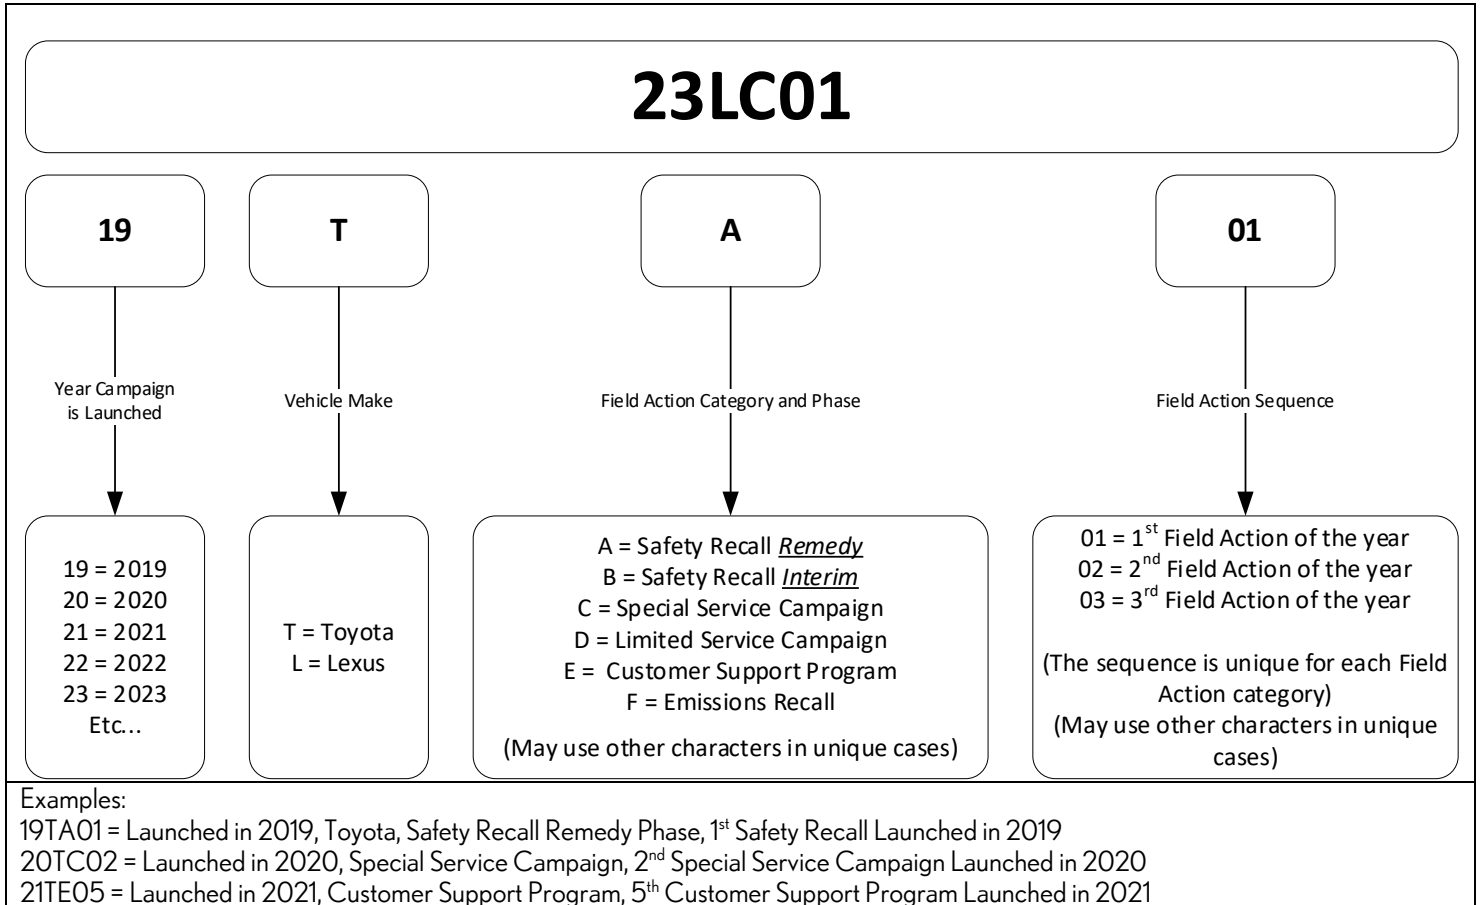 23LC01
19
T
A
01
Year Campaign
is Launched
Vehicle Make
Field Action Category and Phase
Field Action Sequence
19 = 2019
20 = 2020
21 = 2021
22 = 2022
23 = 2023
Etc...
T = Toyota
L = Lexus
A = Safety Recall Remedy
B = Safety Recall Interim
C = Special Service Campaign
D = Limited Service Campaign
E = Customer Support Program
F = Emissions Recall
(May use other characters in unique cases)
01 = 1st Field Action of the year
02 = 2nd Field Action of the year
03 = 3rd Field Action of the year
(The sequence is unique for each Field
Action category)
(May use other characters in unique
cases)
Examples:
19TA01 = Launched in 2019, Toyota, Safety Recall Remedy Phase, 1st Safety Recall Launched in 2019
20TC02 = Launched in 2020, Special Service Campaign, 2nd Special Service Campaign Launched in 2020
21TE05 = Launched in 2021, Customer Support Program, 5th Customer Support Program Launched in 2021